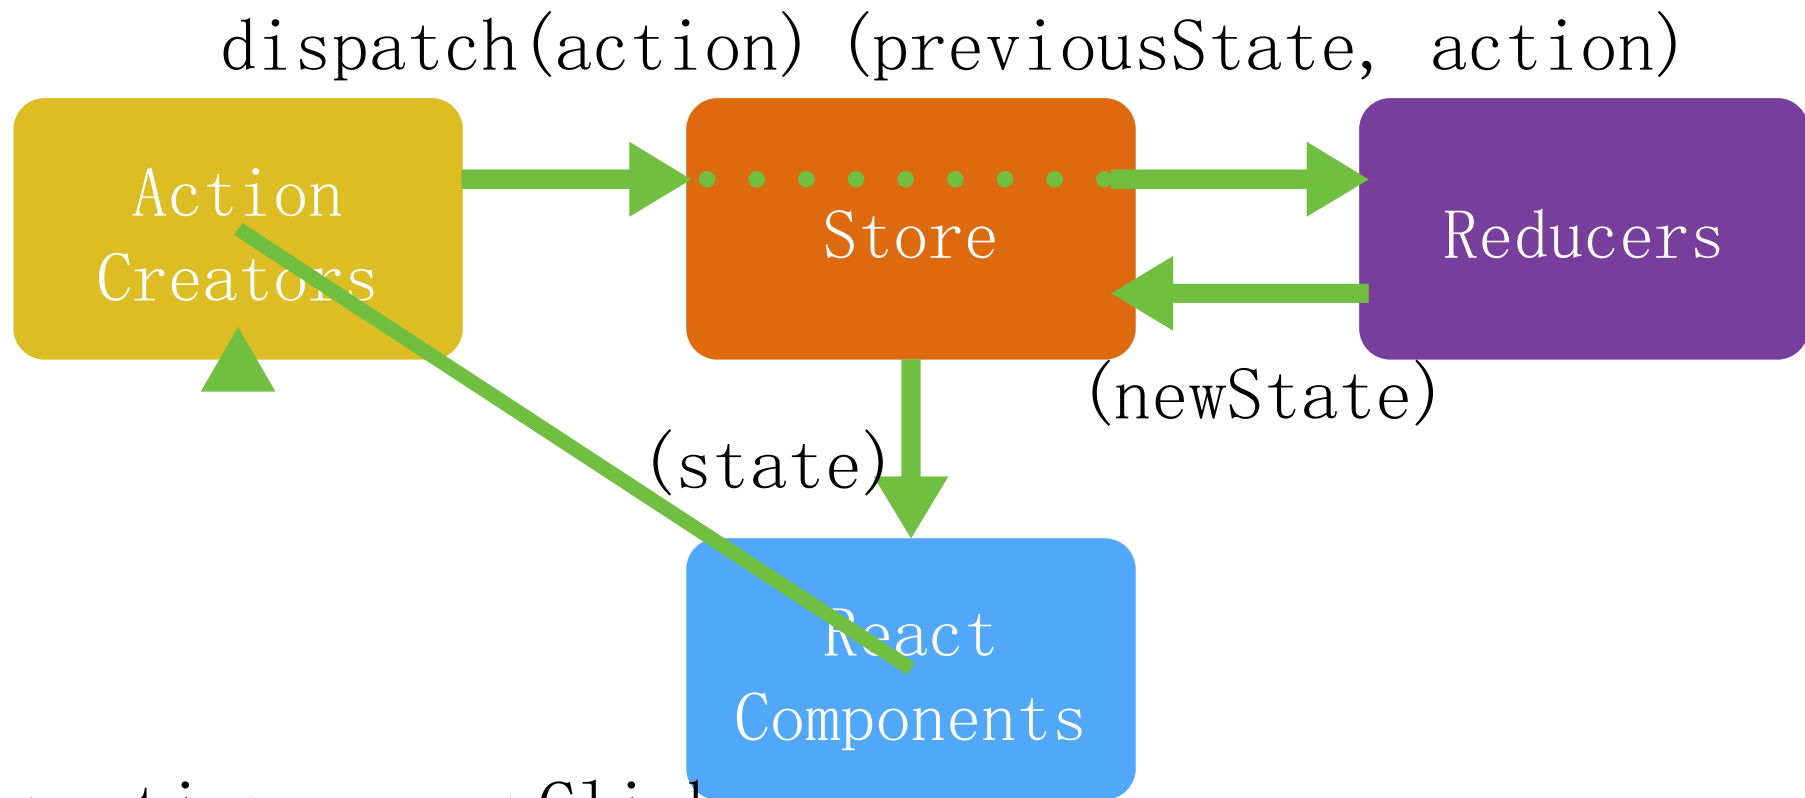 dispatch(action) (previousState, action)
Action
Creators
Store
Reducers
(newState)
(state)
React
Components